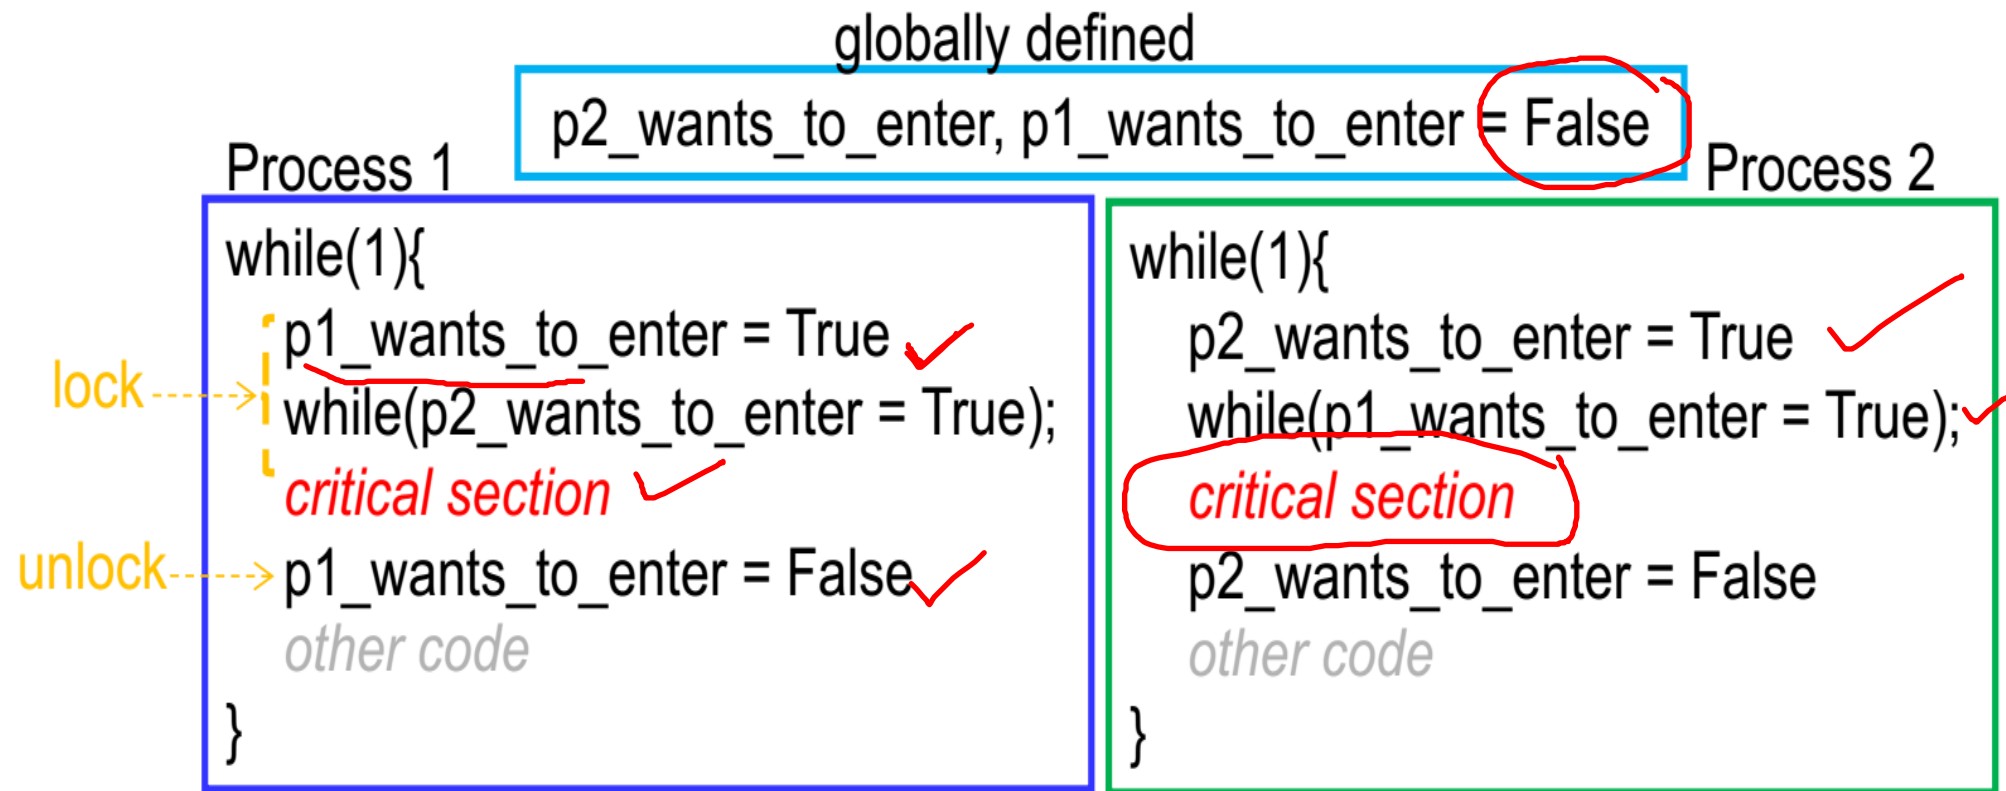 globally defined
p2_wants_to_enter, p1_wants_to_enter = False
Process 1
while(1){
p1_wants_to_enter = True
while(p2_wants_to_enter = True);
critical section
p1_wants_to_enter = False
other code
}
lock
unlock
Process 2
while(1){
p2_wants_to_enter = True
while(p1_wants_to_enter = True);
critical section
p2_wants_to_enter = False
other code
}